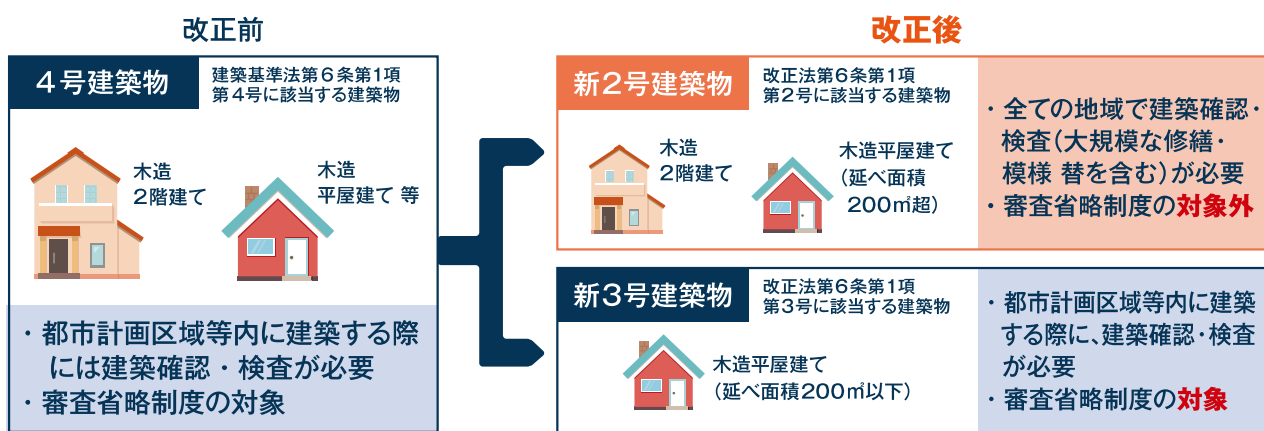 改正前
4号建築物
建築基準法第6条第1項
第4号に該当する建築物
木造
2階建て
木造
平屋建て 等
・都市計画区域等内に建築する際
には建築確認・検査が必要
・審査省略制度の対象
改正後
新2号建築物
改正法第6条第1項
第2号に該当する建築物
木造
2階建て
木造平屋建て
(延べ面積
200㎡超)
・全ての地域で建築確認・
検査(大規模な修繕・
模様 替を含む)が必要
・審査省略制度の対象外
新3号建築物
改正法第6条第1項
第3号に該当する建築物
木造平屋建て
(延べ面積200㎡以下)
・都市計画区域等内に建築
する際に、建築確認・検査
が必要
・審査省略制度の対象